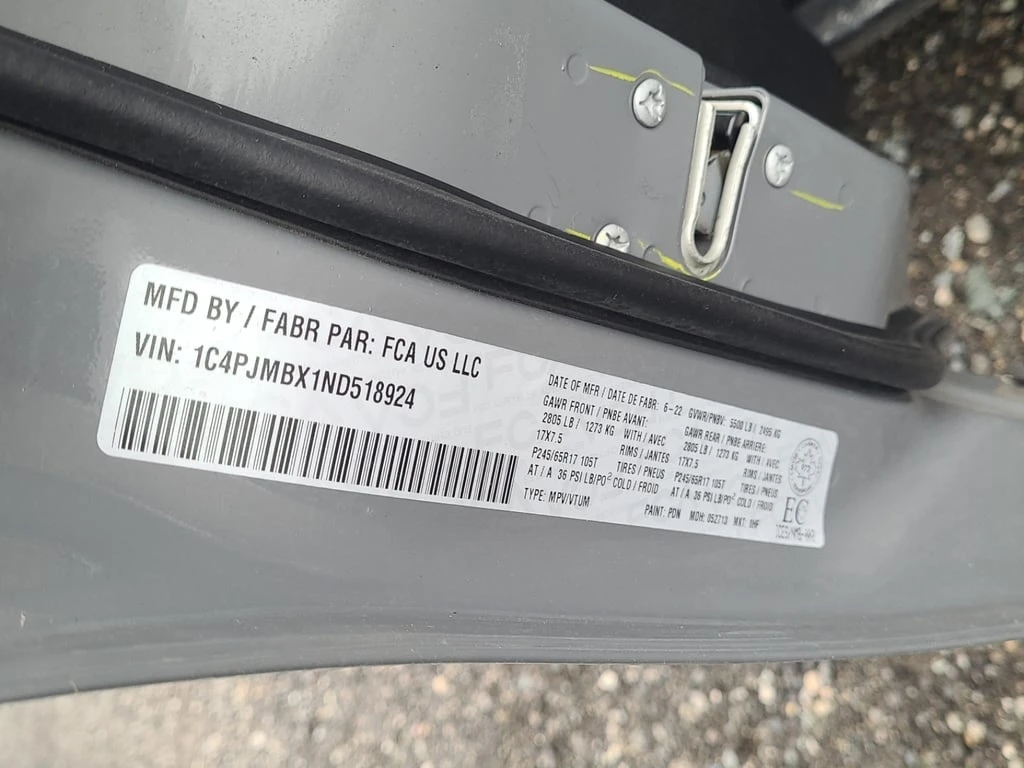 MFD BY / FABR PAR: FCA US LLC
VIN: 1C4PJMBX1ND518924
DATE OF MFR / DATE DE FABR: 6-22 GVWR/PNBV: 5500 LB / 2495 KG
GAWR FRONT / PNBE AVANT: GAWR REAR / PNBE ARRIERE:
2805 LB / 1273 KG WITH / AVEC 2805 LB / 1273 KG WITH / AVEC
17X7.5 RIMS / JANTES 17X7.5 RIMS / JANTES
P245/65R17 105T TIRES / PNEUS P245/65R17 105T TIRES / PNEUS
AT / A 36 PSI LB/PO² COLD / FROID AT / A 36 PSI LB/PO² COLD / FROID
TYPE: MPV/VTUM PAINT: PDN MDH: 052713 MXT: 0HF
EC